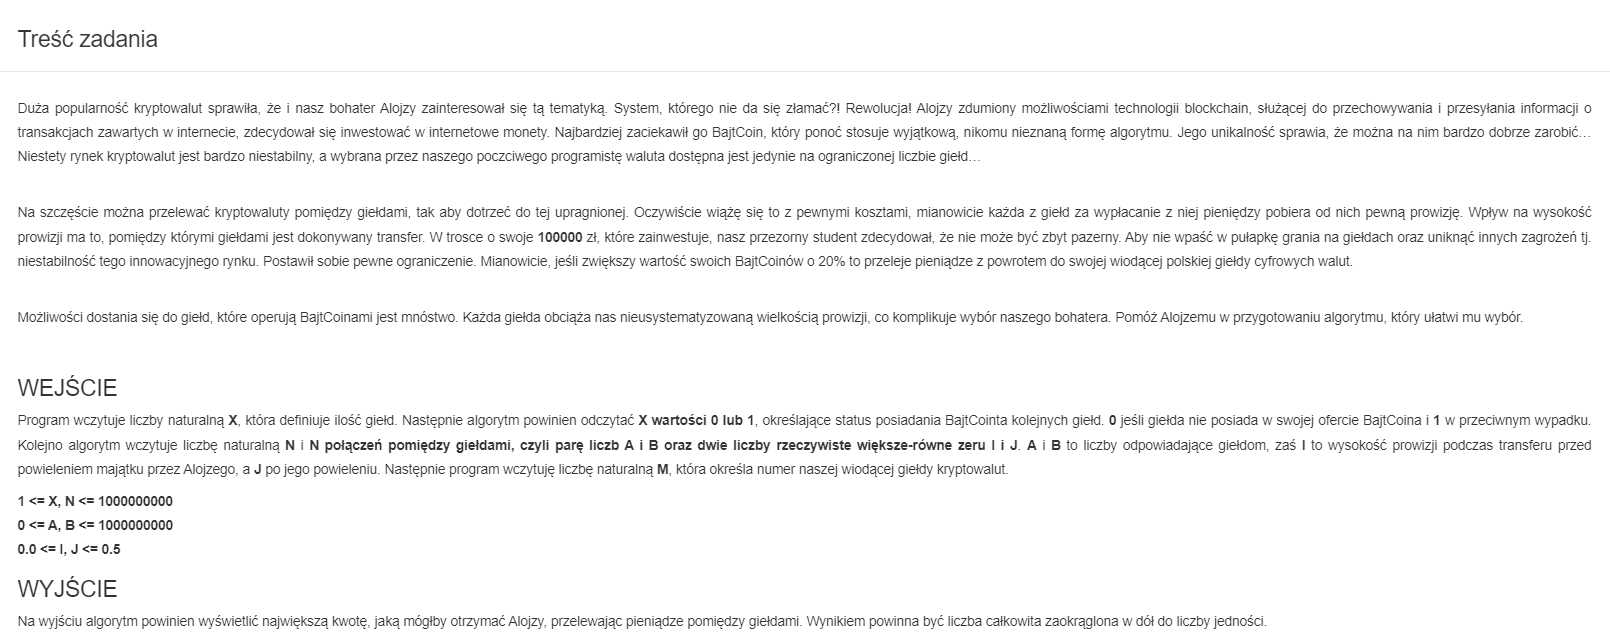 Treść zadania
Duża popularność kryptowalut sprawiła, że i nasz bohater Alojzy zainteresował się tą tematyką. System, którego nie da się złamać?! Rewolucja! Alojzy zdumiony możliwościami technologii blockchain, służącej do przechowywania i przesyłania informacji o
transakcjach zawartych w internecie, zdecydował się inwestować w internetowe monety. Najbardziej zaciekawił go BajtCoin, który ponoć stosuje wyjątkową, nikomu nieznaną formę algorytmu. Jego unikalność sprawia, że można na nim bardzo dobrze zarobić…
Niestety rynek kryptowalut jest bardzo niestabilny, a wybrana przez naszego poczciwego programistę waluta dostępna jest jedynie na ograniczonej liczbie giełd…
Na szczęście można przelewać kryptowaluty pomiędzy giełdami, tak aby dotrzeć do tej upragnionej. Oczywiście wiążę się to z pewnymi kosztami, mianowicie każda z giełd za wypłacanie z niej pieniędzy pobiera od nich pewną prowizję. Wpływ na wysokość
prowizji ma to, pomiędzy którymi giełdami jest dokonywany transfer. W trosce o swoje 100000 zł, które zainwestuje, nasz przezorny student zdecydował, że nie może być zbyt pazerny. Aby nie wpaść w pułapkę grania na giełdach oraz uniknąć innych zagrożeń tj.
niestabilność tego innowacyjnego rynku. Postawił sobie pewne ograniczenie. Mianowicie, jeśli zwiększy wartość swoich BajtCoinów o 20% to przeleje pieniądze z powrotem do swojej wiodącej polskiej giełdy cyfrowych walut.
Możliwości dostania się do giełd, które operują BajtCoinami jest mnóstwo. Każda giełda obciąża nas nieusystematyzowaną wielkością prowizji, co komplikuje wybór naszego bohatera. Pomóż Alojzemu w przygotowaniu algorytmu, który ułatwi mu wybór.
WEJŚCIE
Program wczytuje liczby naturalną X, która definiuje ilość giełd. Następnie algorytm powinien odczytać X wartości 0 lub 1, określające status posiadania BajtCointa kolejnych giełd. 0 jeśli giełda nie posiada w swojej ofercie BajtCoina i 1 w przeciwnym wypadku.
Kolejno algorytm wczytuje liczbę naturalną N i N połączeń pomiędzy giełdami, czyli parę liczb A i B oraz dwie liczby rzeczywiste większe-równe zeru I i J. A i B to liczby odpowiadające giełdom, zaś I to wysokość prowizji podczas transferu przed
powieleniem majątku przez Alojzego, a J po jego powieleniu. Następnie program wczytuję liczbę naturalną M, która określa numer naszej wiodącej giełdy kryptowalut.
1 <= X, N <= 1000000000
0 <= A, B <= 1000000000
0.0 <= I, J <= 0.5
WYJŚCIE
Na wyjściu algorytm powinien wyświetlić największą kwotę, jaką mógłby otrzymać Alojzy, przelewając pieniądze pomiędzy giełdami. Wynikiem powinna być liczba całkowita zaokrąglona w dół do liczby jedności.